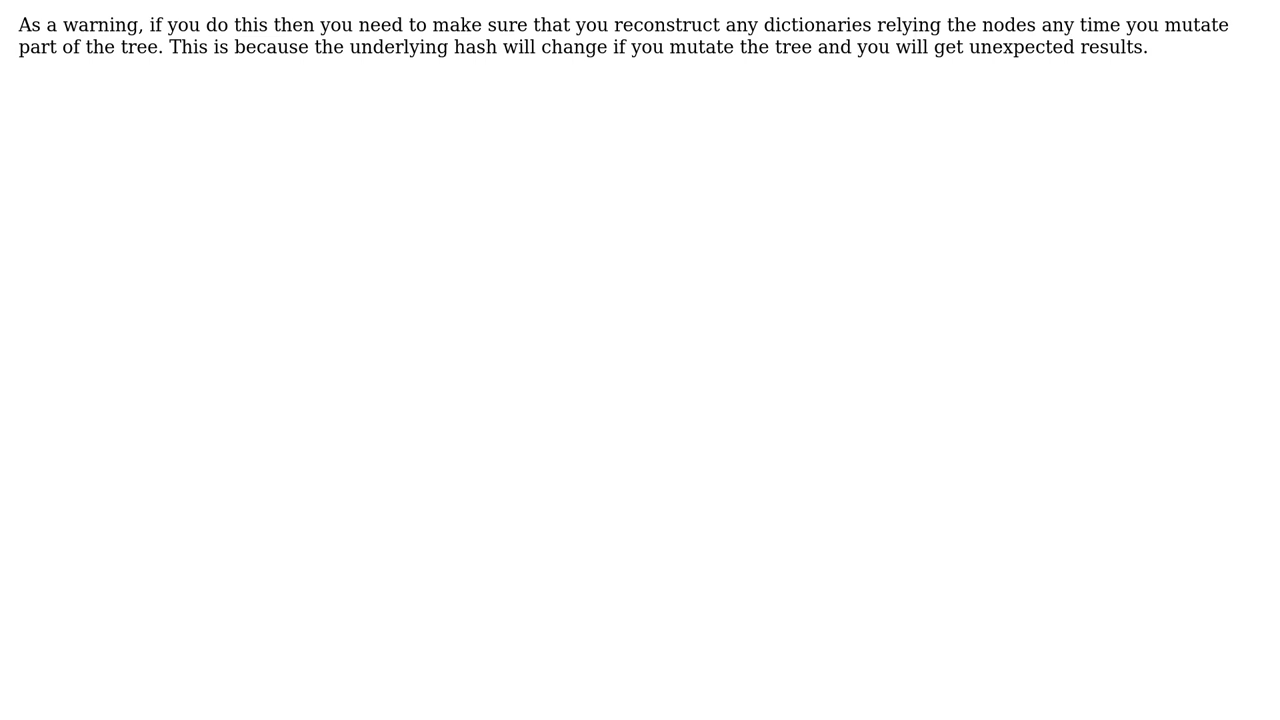 As a warning, if you do this then you need to make sure that you reconstruct any dictionaries relying the nodes any time you mutate
part of the tree. This is because the underlying hash will change if you mutate the tree and you will get unexpected results.